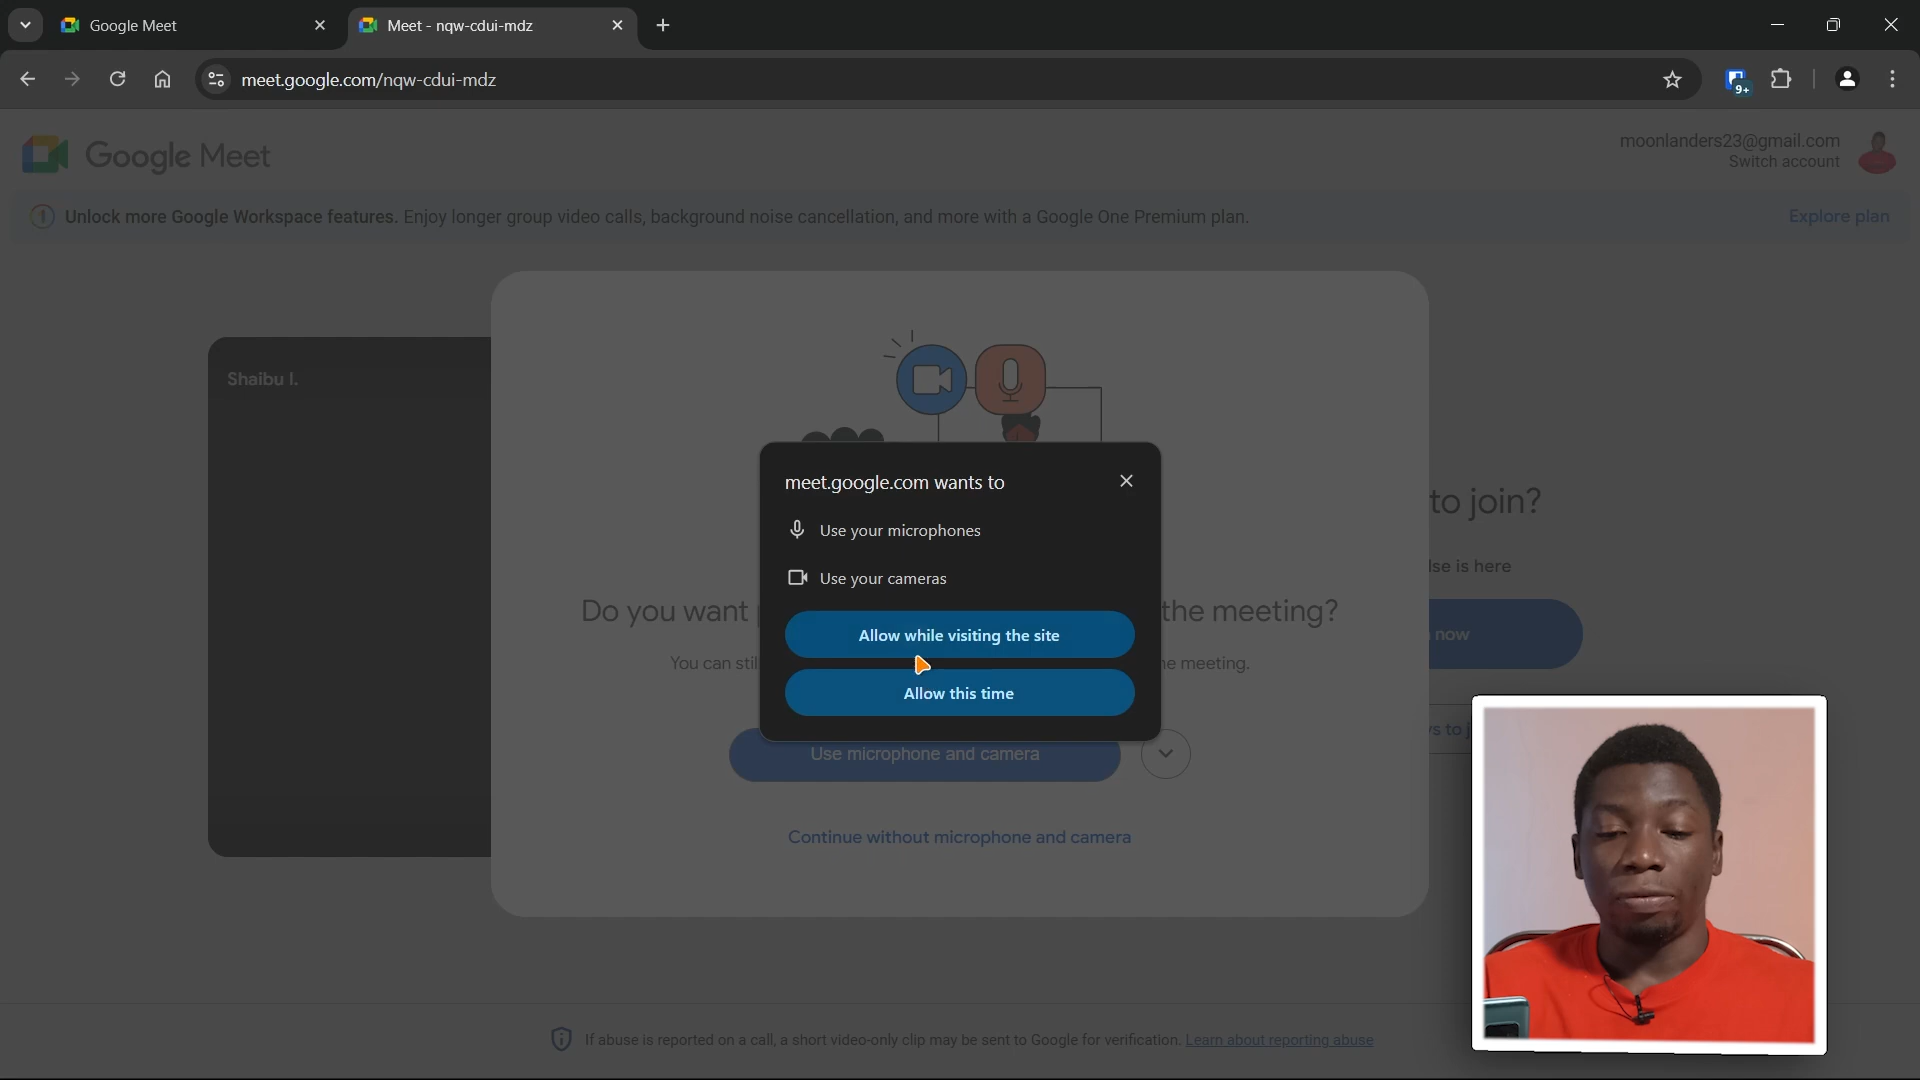 Google Meet
Meet - nqw-cdui-mdz
meet.google.com/nqw-cdui-mdz
9+
Google Meet
moonlanders23@gmail.com
Switch account
Unlock more Google Workspace features. Enjoy longer group video calls, background noise cancellation, and more with a Google One Premium plan.
Explore plan
Shaibu I.
meet.google.com wants to
Use your microphones
Use your cameras
Allow while visiting the site
Allow this time
to join?
lse is here
now
Do you want
the meeting?
You can stil
e meeting.
Use microphone and camera
Continue without microphone and camera
If abuse is reported on a call, a short video-only clip may be sent to Google for verification. Learn about reporting abuse